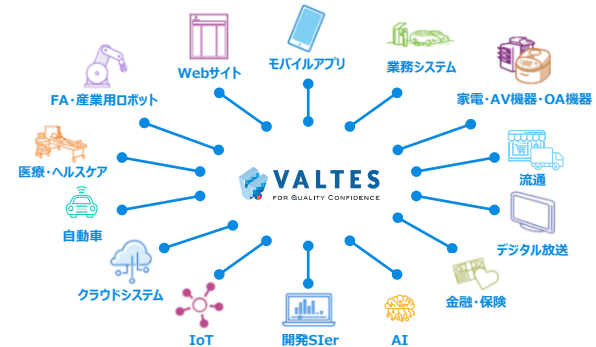 モバイルアプリ
Webサイト
業務システム
FA・産業用ロボット
家電・AV機器・OA機器
医療・ヘルスケア
流通
VALTES
FOR QUALITY CONFIDENCE
自動車
デジタル放送
クラウドシステム
金融・保険
IoT
開発SIer
AI